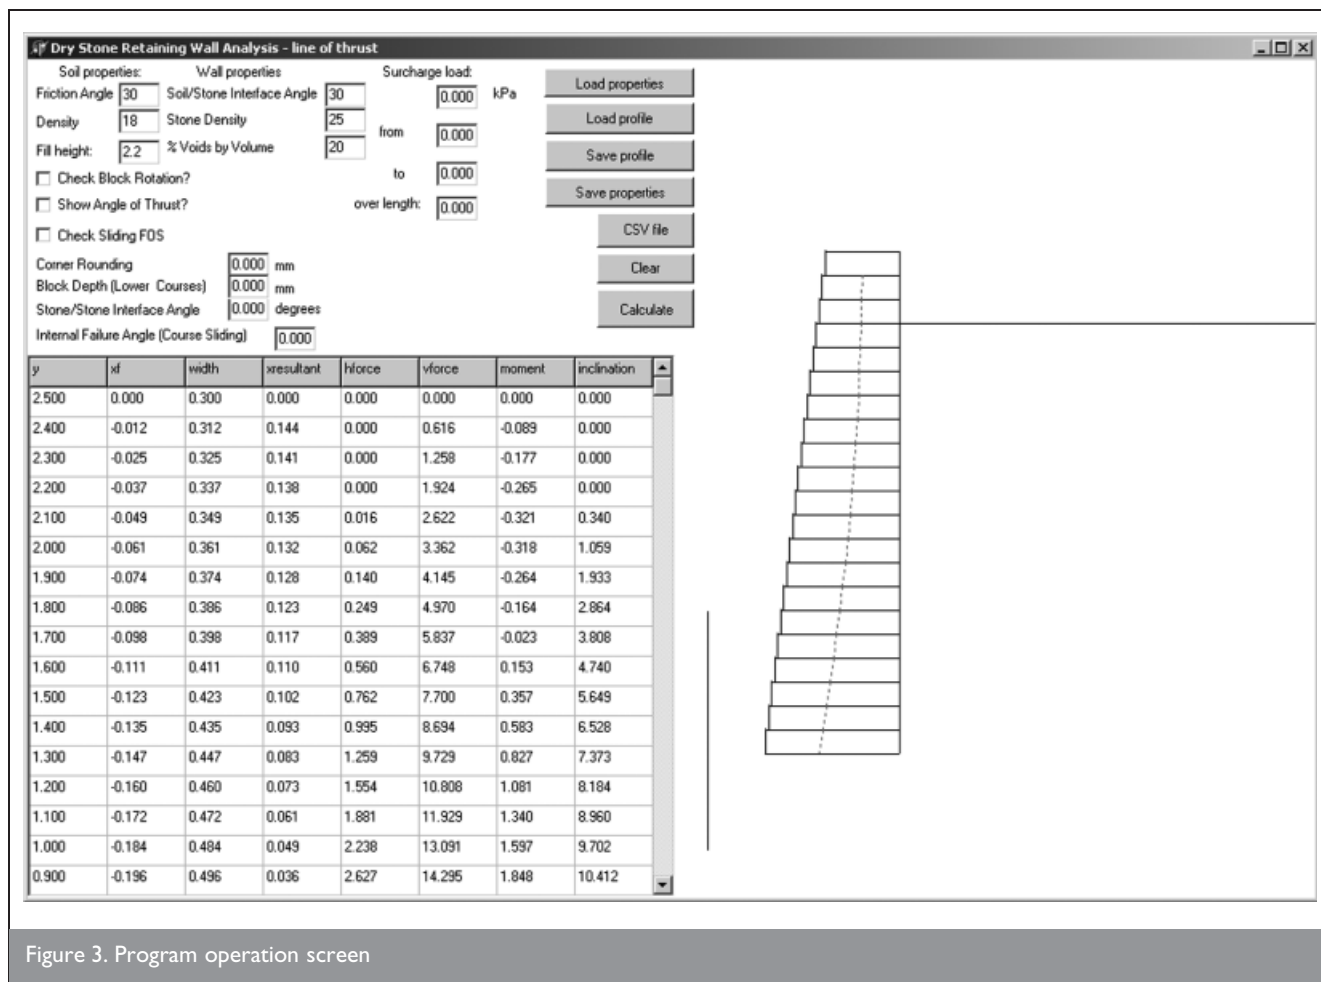 Dry Stone Retaining Wall Analysis - line of thrust
Soil properties: Wall properties Surcharge load:
Friction Angle 30 Soil/Stone Interface Angle 30 0.000 kPa
Density 18 Stone Density 25 from 0.000
Fill height: 2.2 % Voids by Volume 20
Check Block Rotation? to 0.000
Show Angle of Thrust? over length: 0.000
Check Sliding FOS
Corner Rounding 0.000 mm
Block Depth (Lower Courses) 0.000 mm
Stone/Stone Interface Angle 0.000 degrees
Internal Failure Angle (Course Sliding) 0.000
Load properties
Load profile
Save profile
Save properties
CSV file
Clear
Calculate
y xf width xresultant hforce vforce moment inclination
2.500 0.000 0.300 0.000 0.000 0.000 0.000 0.000
2.400 -0.012 0.312 0.144 0.000 0.616 -0.089 0.000
2.300 -0.025 0.325 0.141 0.000 1.258 -0.177 0.000
2.200 -0.037 0.337 0.138 0.000 1.924 -0.265 0.000
2.100 -0.049 0.349 0.135 0.016 2.622 -0.321 0.340
2.000 -0.061 0.361 0.132 0.062 3.362 -0.318 1.059
1.900 -0.074 0.374 0.128 0.140 4.145 -0.264 1.933
1.800 -0.086 0.386 0.123 0.249 4.970 -0.164 2.864
1.700 -0.098 0.398 0.117 0.389 5.837 -0.023 3.808
1.600 -0.111 0.411 0.110 0.560 6.748 0.153 4.740
1.500 -0.123 0.423 0.102 0.762 7.700 0.357 5.649
1.400 -0.135 0.435 0.093 0.995 8.694 0.583 6.528
1.300 -0.147 0.447 0.083 1.259 9.729 0.827 7.373
1.200 -0.160 0.460 0.073 1.554 10.808 1.081 8.184
1.100 -0.172 0.472 0.061 1.881 11.929 1.340 8.960
1.000 -0.184 0.484 0.049 2.238 13.091 1.597 9.702
0.900 -0.196 0.496 0.036 2.627 14.295 1.848 10.412
Figure 3. Program operation screen